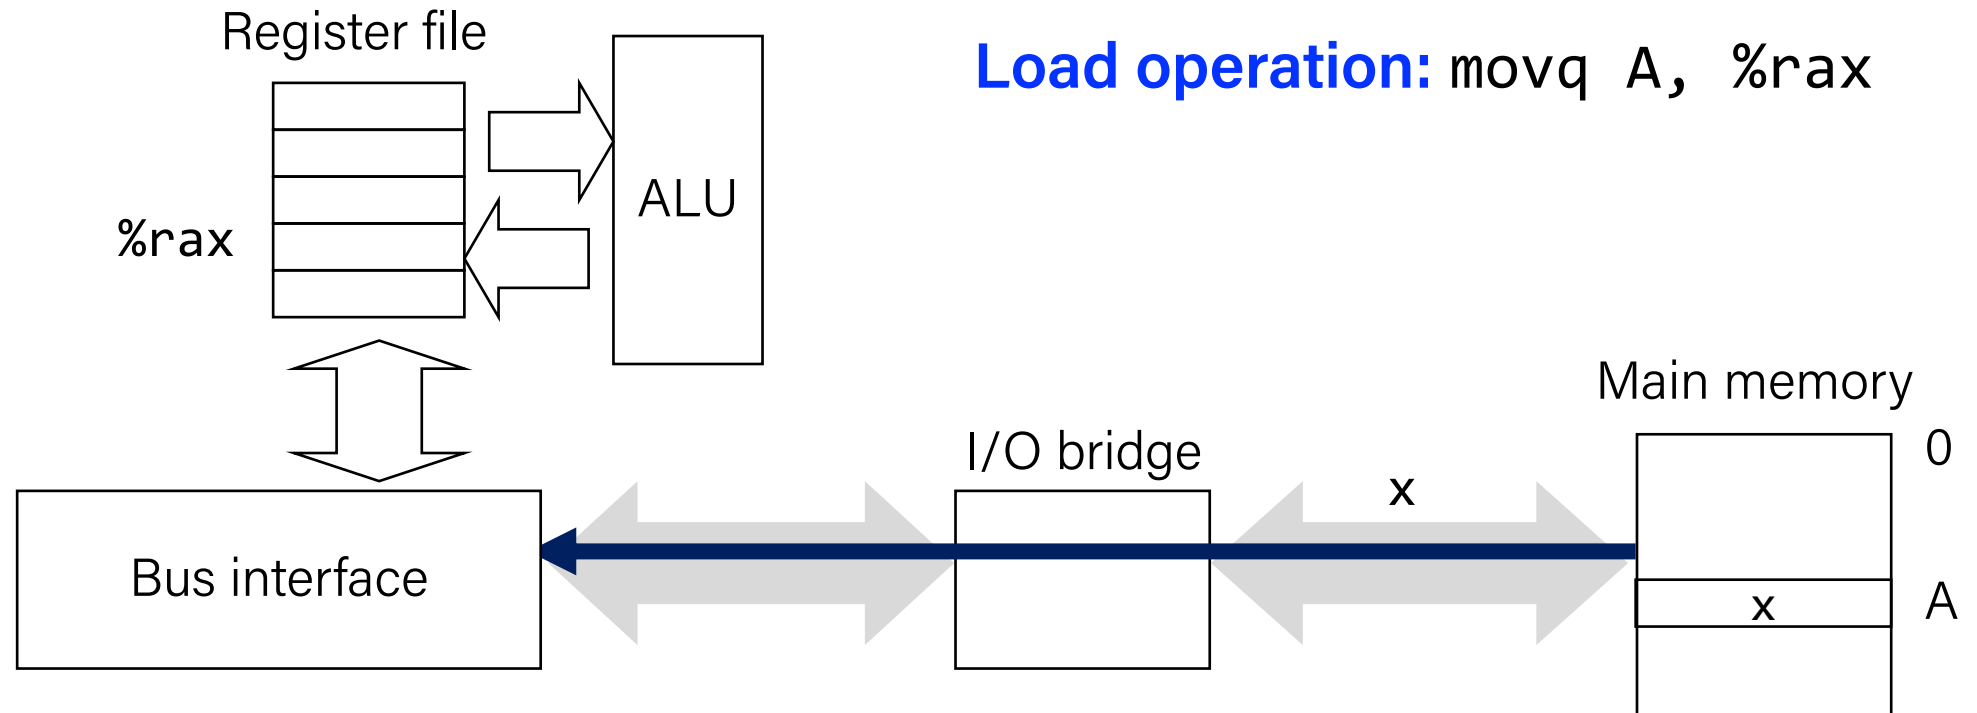 Register file
Load operation: movq A, %rax
ALU
%rax
Main memory
I/O bridge
0
x
Bus interface
x
A